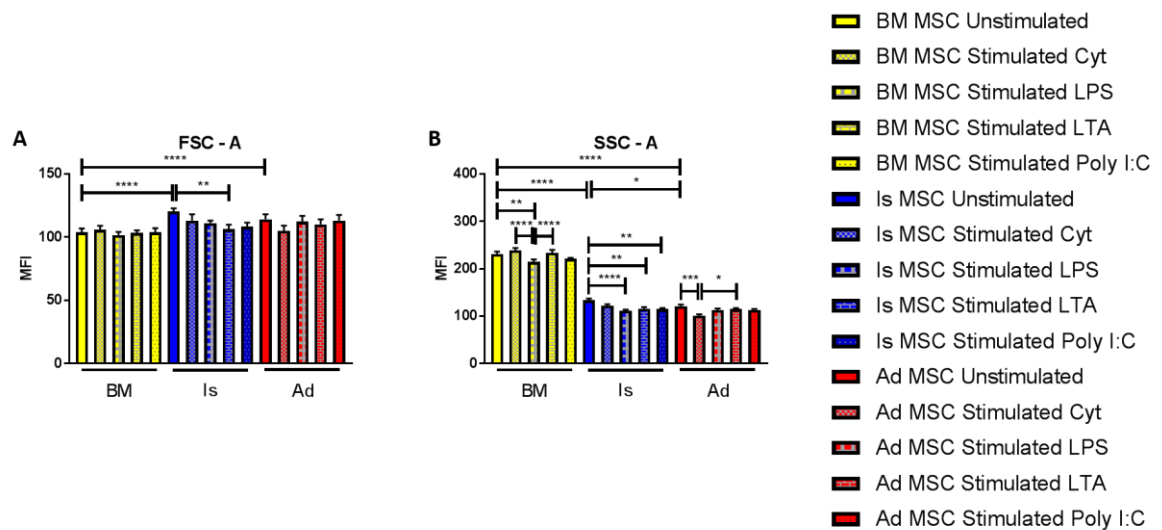 A
FSC - A
****
****
**
150
100
50
0
MFI
BM
Is
Ad
B
SSC - A
****
****
*
**
****
****
**
**
****
***
*
400
300
200
100
0
MFI
BM
Is
Ad
BM MSC Unstimulated
BM MSC Stimulated Cyt
BM MSC Stimulated LPS
BM MSC Stimulated LTA
BM MSC Stimulated Poly I:C
Is MSC Unstimulated
Is MSC Stimulated Cyt
Is MSC Stimulated LPS
Is MSC Stimulated LTA
Is MSC Stimulated Poly I:C
Ad MSC Unstimulated
Ad MSC Stimulated Cyt
Ad MSC Stimulated LPS
Ad MSC Stimulated LTA
Ad MSC Stimulated Poly I:C